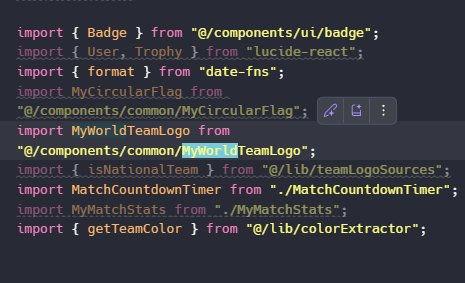 import { Badge } from "@/components/ui/badge";
import { User, Trophy } from "lucide-react";
import { format } from "date-fns";
import MyCircularFlag from
"@/components/common/MyCircularFlag";
import MyWorldTeamLogo from
"@/components/common/MyWorldTeamLogo";
import { isNationalTeam } from "@/lib/teamLogoSources";
import MatchCountdownTimer from "./MatchCountdownTimer";
import MyMatchStats from "./MyMatchStats";
import { getTeamColor } from "@/lib/colorExtractor";